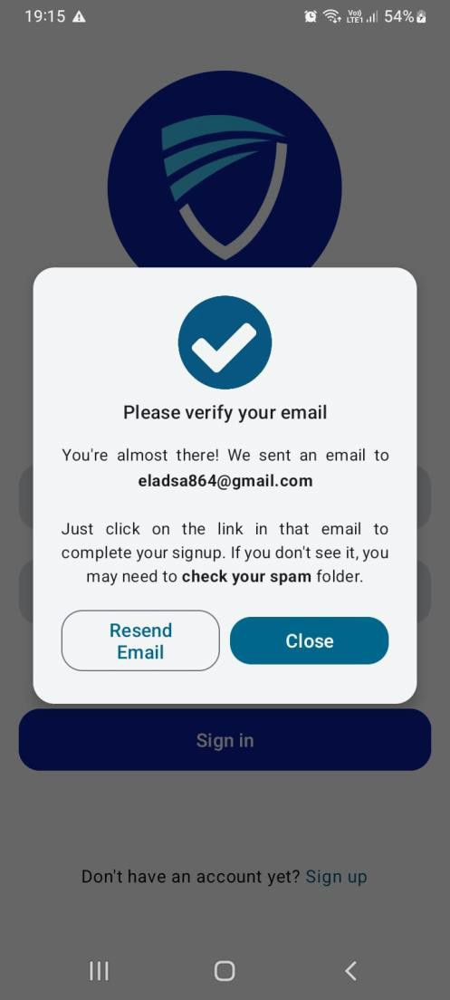 19:15
Vo)) LTE1 54%
Please verify your email
You're almost there! We sent an email to
eladsa864@gmail.com
Just click on the link in that email to
complete your signup. If you don't see it, you
may need to check your spam folder.
Resend
Email
Close
Sign in
Don't have an account yet? Sign up